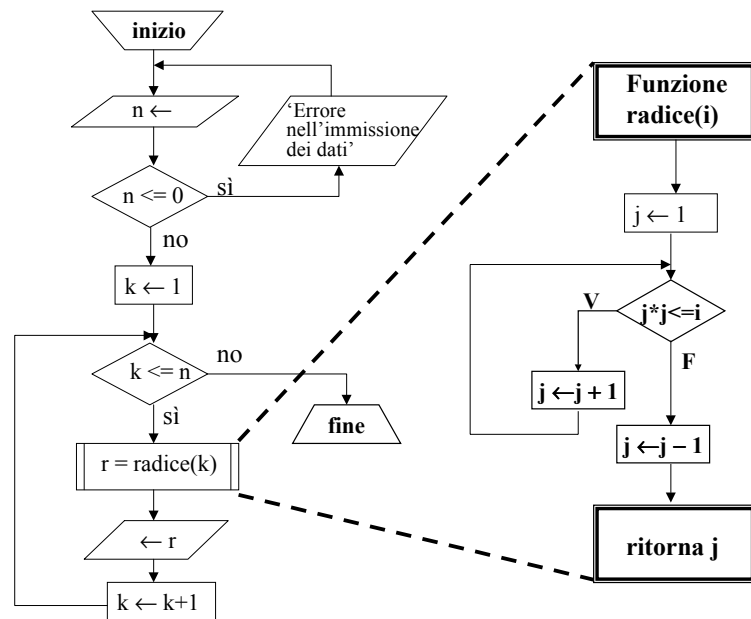 inizio
n ←
'Errore
nell'immissione
dei dati'
n <= 0
sì
no
k ← 1
k <= n
no
sì
fine
r = radice(k)
← r
k ← k+1
Funzione
radice(i)
j ← 1
j*j<=i
V
F
j ←j + 1
j ←j – 1
ritorna j